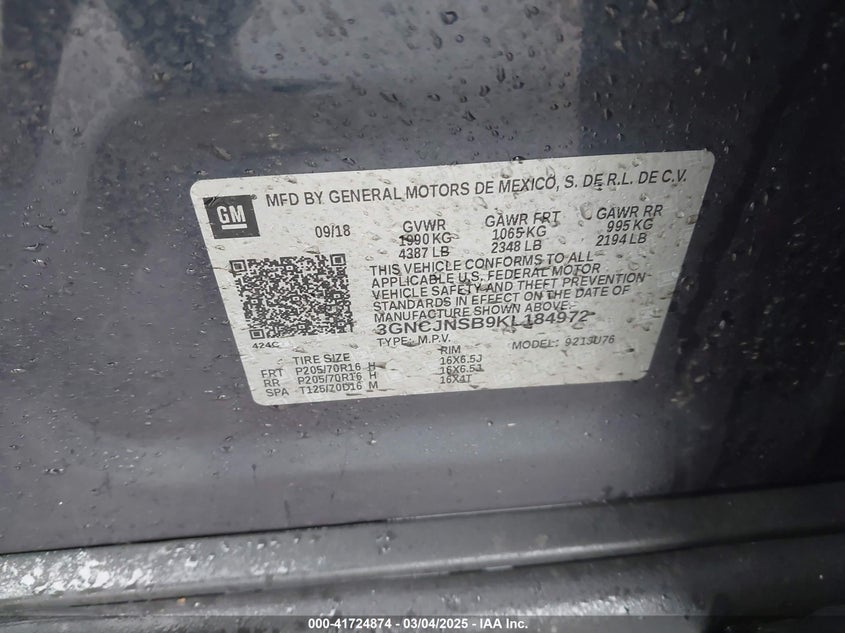 MFD BY GENERAL MOTORS DE MEXICO, S. DE R.L. DE C.V.
GM
09/18
GVWR GAWR FRT GAWR RR
1990 KG 1065 KG 995 KG
4387 LB 2348 LB 2194 LB
THIS VEHICLE CONFORMS TO ALL
APPLICABLE U.S. FEDERAL MOTOR
VEHICLE SAFETY AND THEFT PREVENTION
STANDARDS IN EFFECT ON THE DATE OF
MANUFACTURE SHOWN ABOVE.
3GNCJNSB9KL184972
TYPE: M.P.V. MODEL: 921JU76
424C
TIRE SIZE RIM
FRT P205/70R16 H 16X6.5J
RR P205/70R16 H 16X6.5J
SPA T125/70D16 M 16X4T
000-41724874 | 03/04/2025 - IAA Inc.